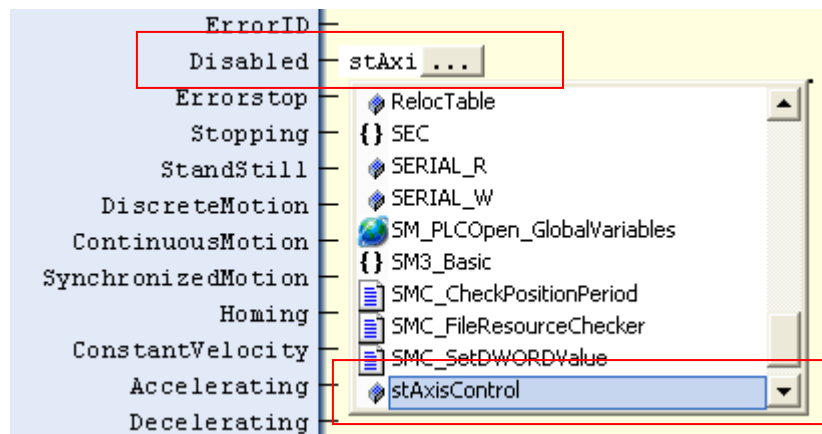 ErrorID
Disabled stAxi ...
Errorstop RelocTable
Stopping {} SEC
StandStill SERIAL_R
DiscreteMotion SERIAL_W
ContinuousMotion SM_PLCOpen_GlobalVariables
SynchronizedMotion {} SM3_Basic
Homing SMC_CheckPositionPeriod
ConstantVelocity SMC_FileResourceChecker
SMC_SetDWORDValue
Accelerating stAxisControl
Decelerating